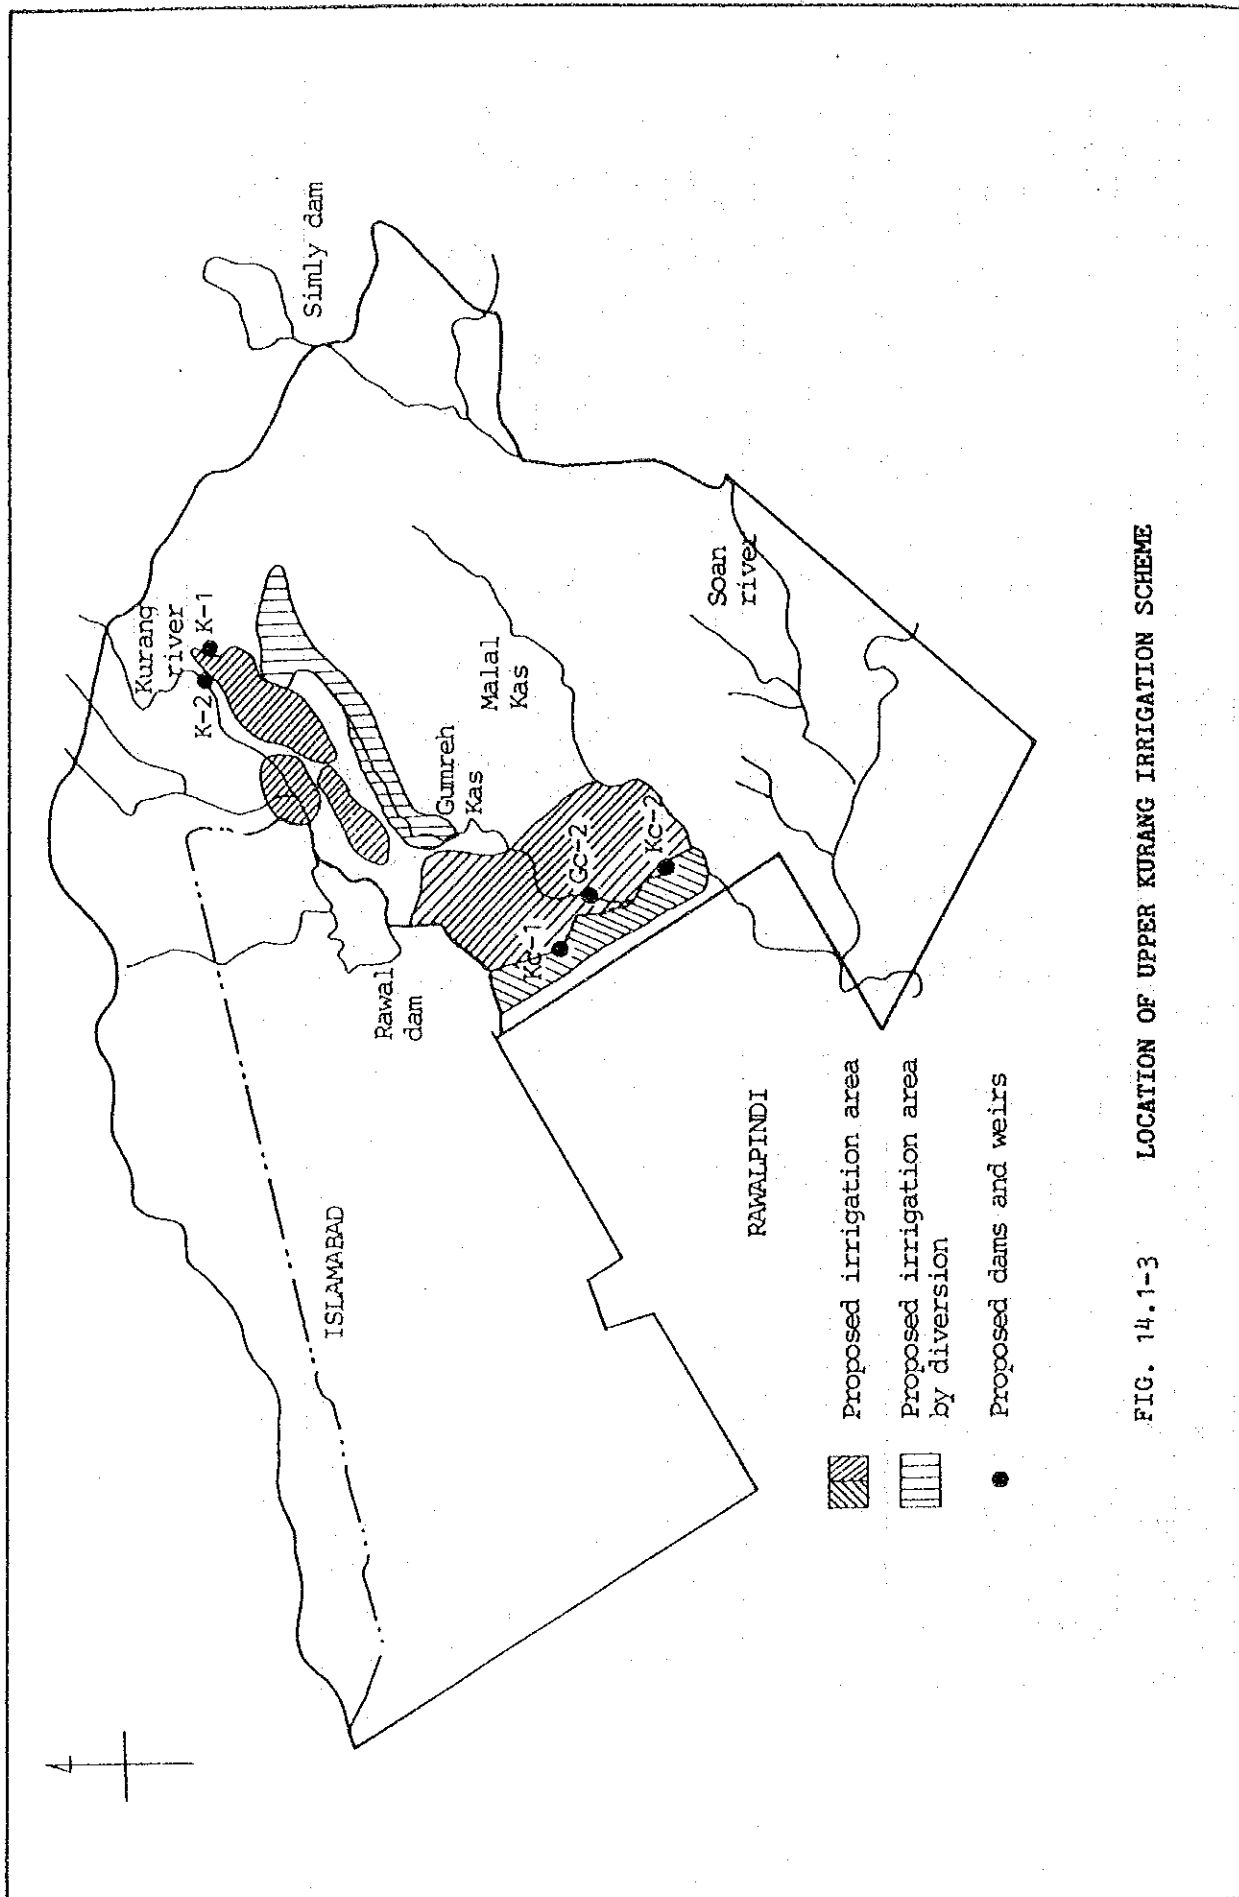 Simly dam
Kurang
river
K-1
K-2
Gumreh
Kas
Malal
Kas
Soan
river
Rawal
dam
Kc-1
Gc-2
Kc-2
ISLAMABAD
RAWALPINDI
Proposed irrigation area
Proposed irrigation area
by diversion
Proposed dams and weirs
FIG. 14.1-3 LOCATION OF UPPER KURANG IRRIGATION SCHEME